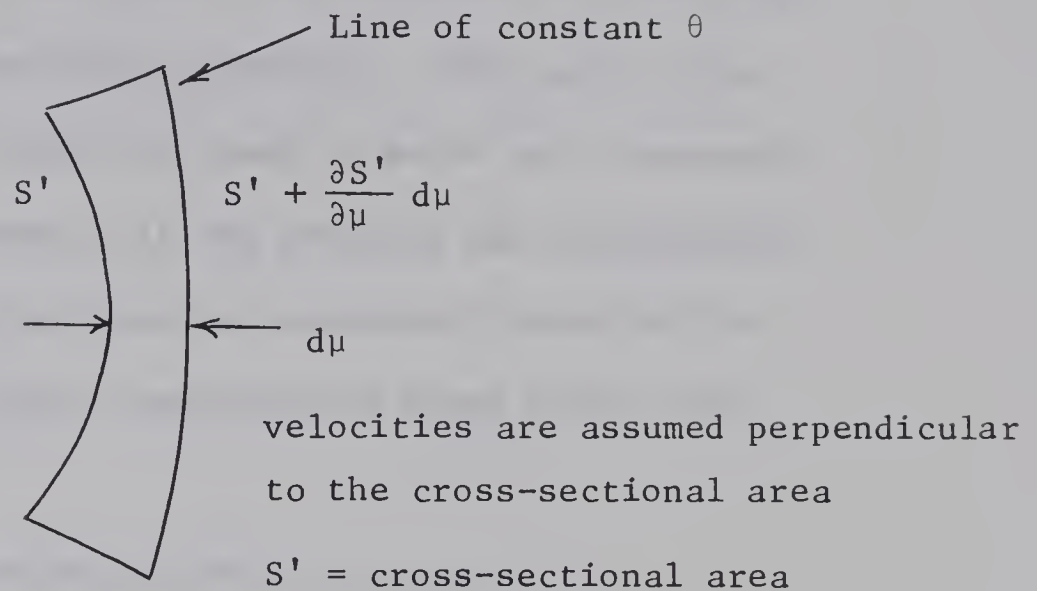 Line of constant θ
S'
S' + ∂S'/∂μ dμ
dμ
velocities are assumed perpendicular
to the cross-sectional area
S' = cross-sectional area